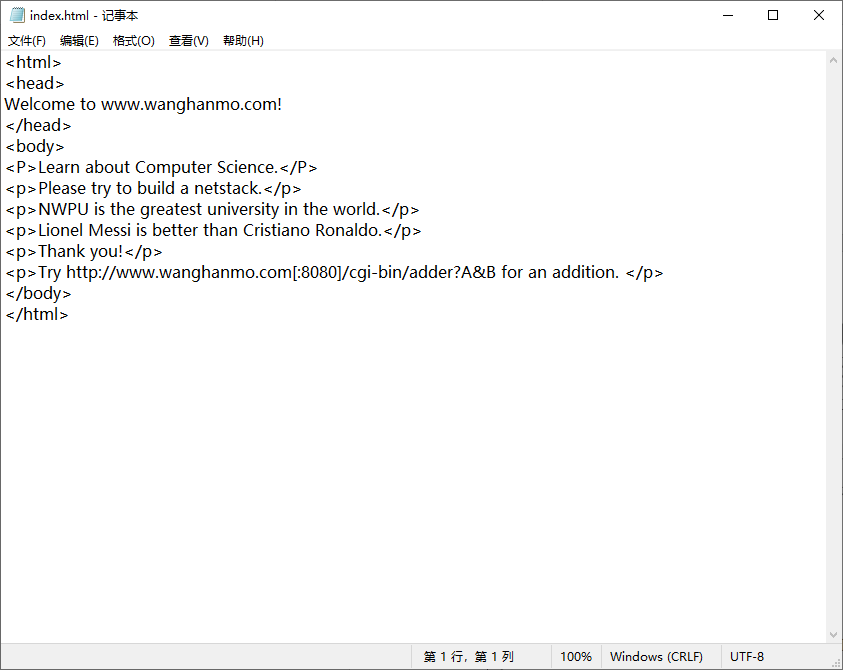 index.html - 记事本
文件(F) 编辑(E) 格式(O) 查看(V) 帮助(H)
<html>
<head>
Welcome to www.wanghanmo.com!
</head>
<body>
<P>Learn about Computer Science.</P>
<p>Please try to build a netstack.</p>
<p>NWPU is the greatest university in the world.</p>
<p>Lionel Messi is better than Cristiano Ronaldo.</p>
<p>Thank you!</p>
<p>Try http://www.wanghanmo.com[:8080]/cgi-bin/adder?A&B for an addition. </p>
</body>
</html>
第 1 行，第 1 列 100% Windows (CRLF) UTF-8